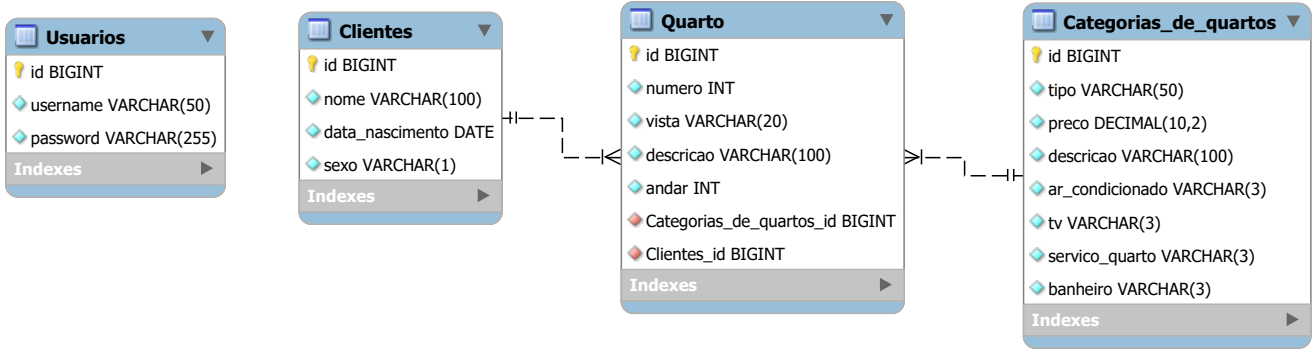 Usuarios
id BIGINT
username VARCHAR(50)
password VARCHAR(255)
Indexes
Clientes
id BIGINT
nome VARCHAR(100)
data_nascimento DATE
sexo VARCHAR(1)
Indexes
Quarto
id BIGINT
numero INT
vista VARCHAR(20)
descricao VARCHAR(100)
andar INT
Categorias_de_quartos_id BIGINT
Clientes_id BIGINT
Indexes
Categorias_de_quartos
id BIGINT
tipo VARCHAR(50)
preco DECIMAL(10,2)
descricao VARCHAR(100)
ar_condicionado VARCHAR(3)
tv VARCHAR(3)
servico_quarto VARCHAR(3)
banheiro VARCHAR(3)
Indexes